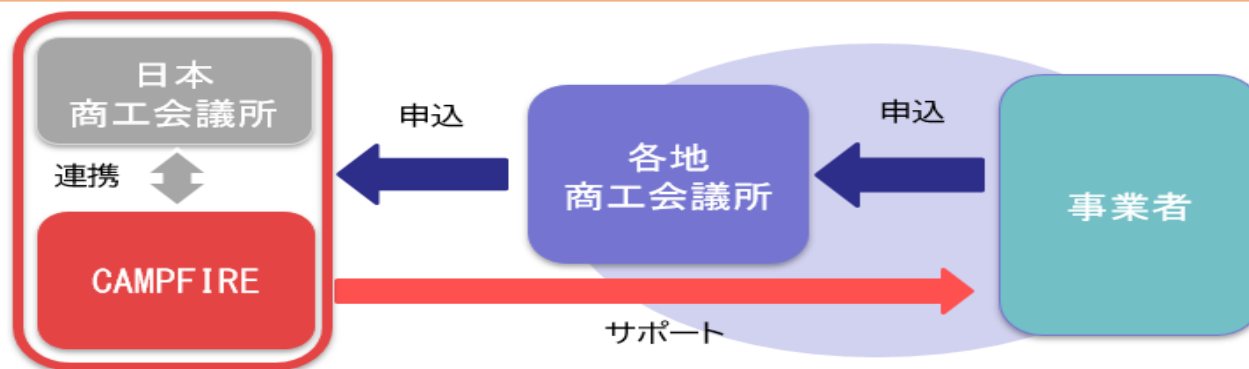 日本
商工会議所
連携
CAMPFIRE
申込
各地
商工会議所
申込
事業者
サポート